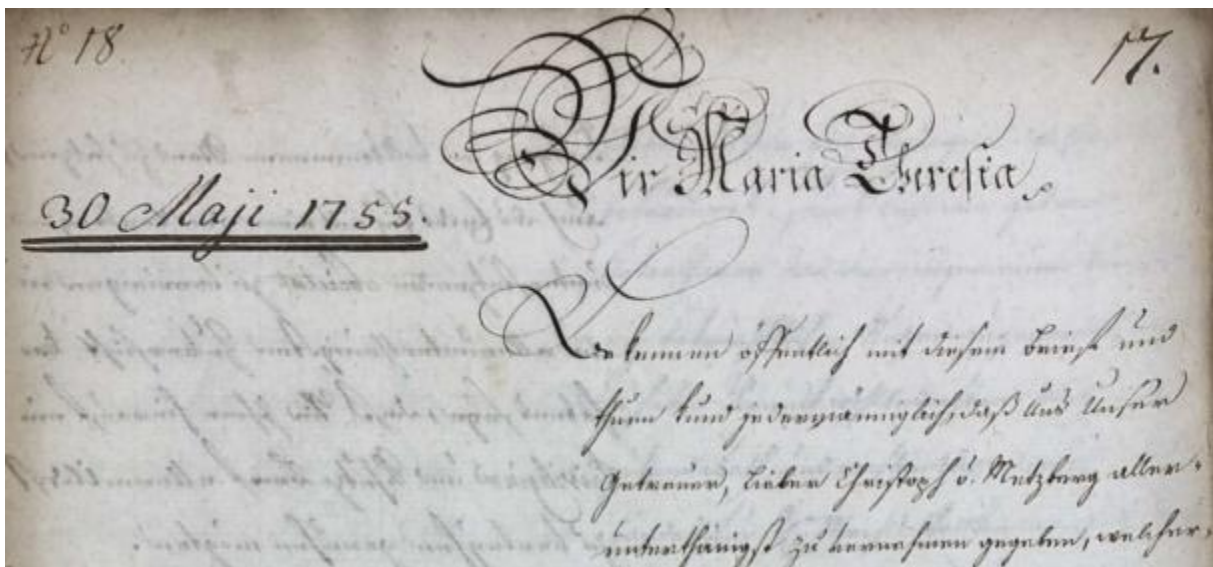 No 18.
17.
Wir Maria Theresia,
30 Maji 1755.
Bekennen öffentlich mit diesem Brief und
thuen kund jedermänniglich, daß Uns Unser
Getreuer, Lieber Christoph v. Metzburg aller-
unterthänigst zu vernehmen gegeben, welcher-